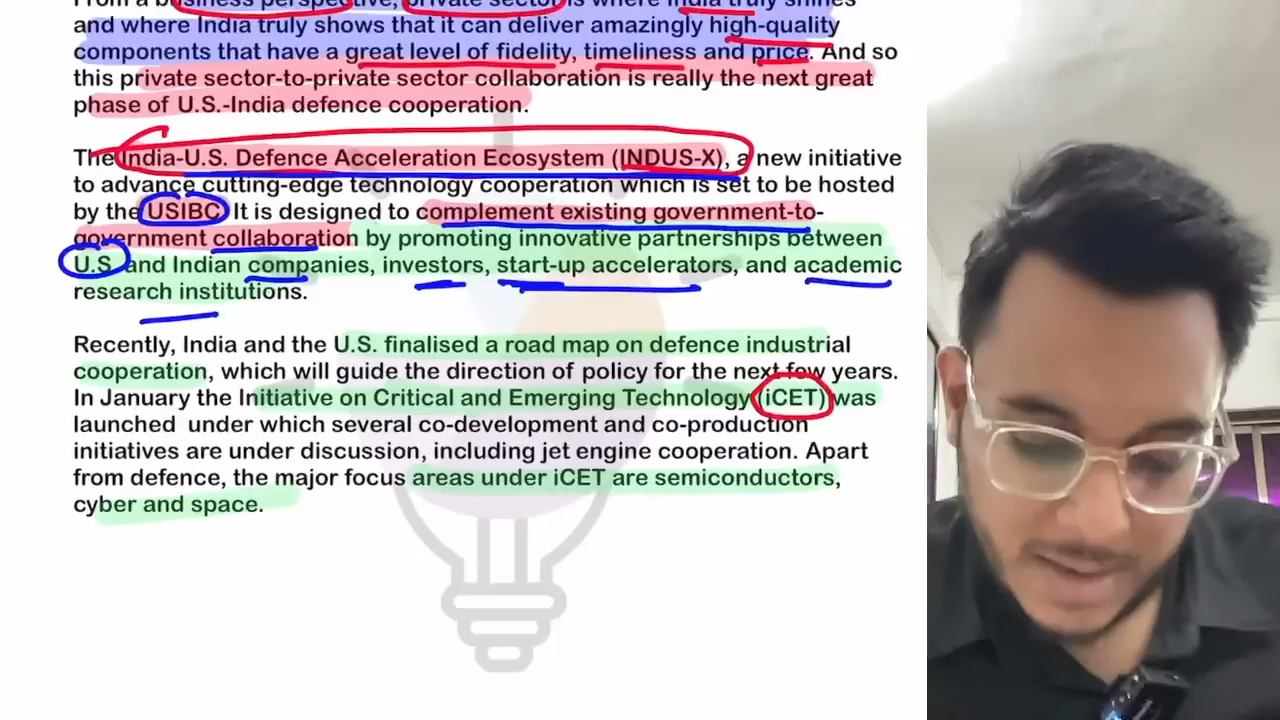 From a business perspective, private sector is where India truly shines
and where India truly shows that it can deliver amazingly high-quality
components that have a great level of fidelity, timeliness and price. And so
this private sector-to-private sector collaboration is really the next great
phase of U.S.-India defence cooperation.
The India-U.S. Defence Acceleration Ecosystem (INDUS-X), a new initiative
to advance cutting-edge technology cooperation which is set to be hosted
by the USIBC. It is designed to complement existing government-to-
government collaboration by promoting innovative partnerships between
U.S. and Indian companies, investors, start-up accelerators, and academic
research institutions.
Recently, India and the U.S. finalised a road map on defence industrial
cooperation, which will guide the direction of policy for the next few years.
In January the Initiative on Critical and Emerging Technology (iCET) was
launched under which several co-development and co-production
initiatives are under discussion, including jet engine cooperation. Apart
from defence, the major focus areas under iCET are semiconductors,
cyber and space.